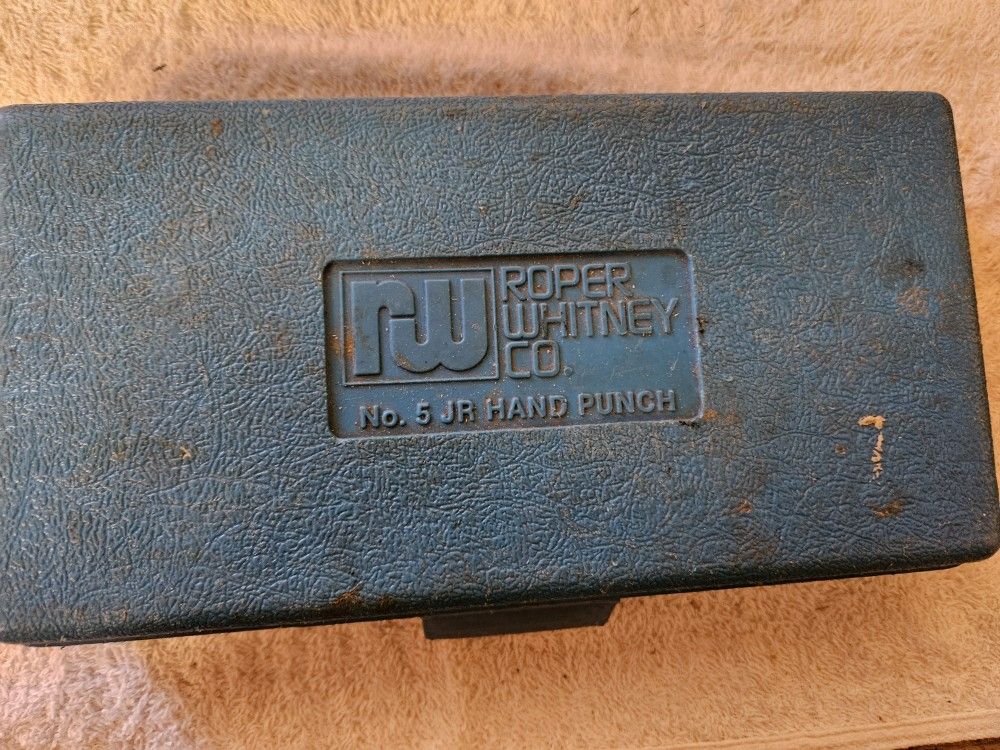 rw
ROPER
WHITNEY
CO.
No. 5 JR HAND PUNCH